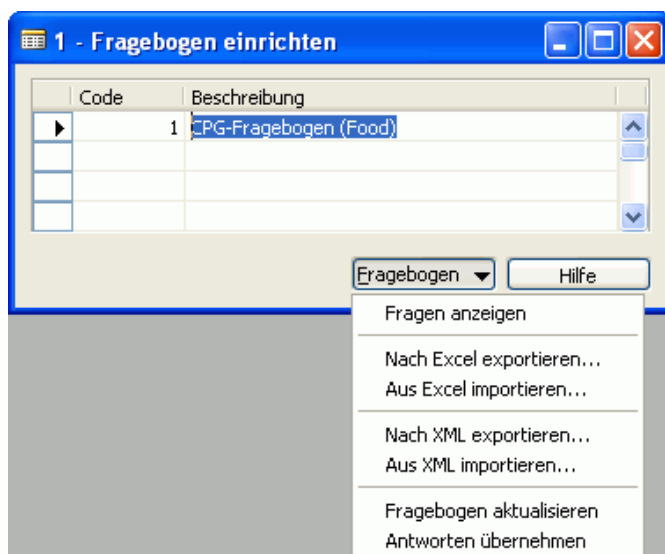 1 - Fragebogen einrichten
Code Beschreibung
1 CPG-Fragebogen (Food)
Fragebogen Hilfe
Fragen anzeigen
Nach Excel exportieren...
Aus Excel importieren...
Nach XML exportieren...
Aus XML importieren...
Fragebogen aktualisieren
Antworten übernehmen